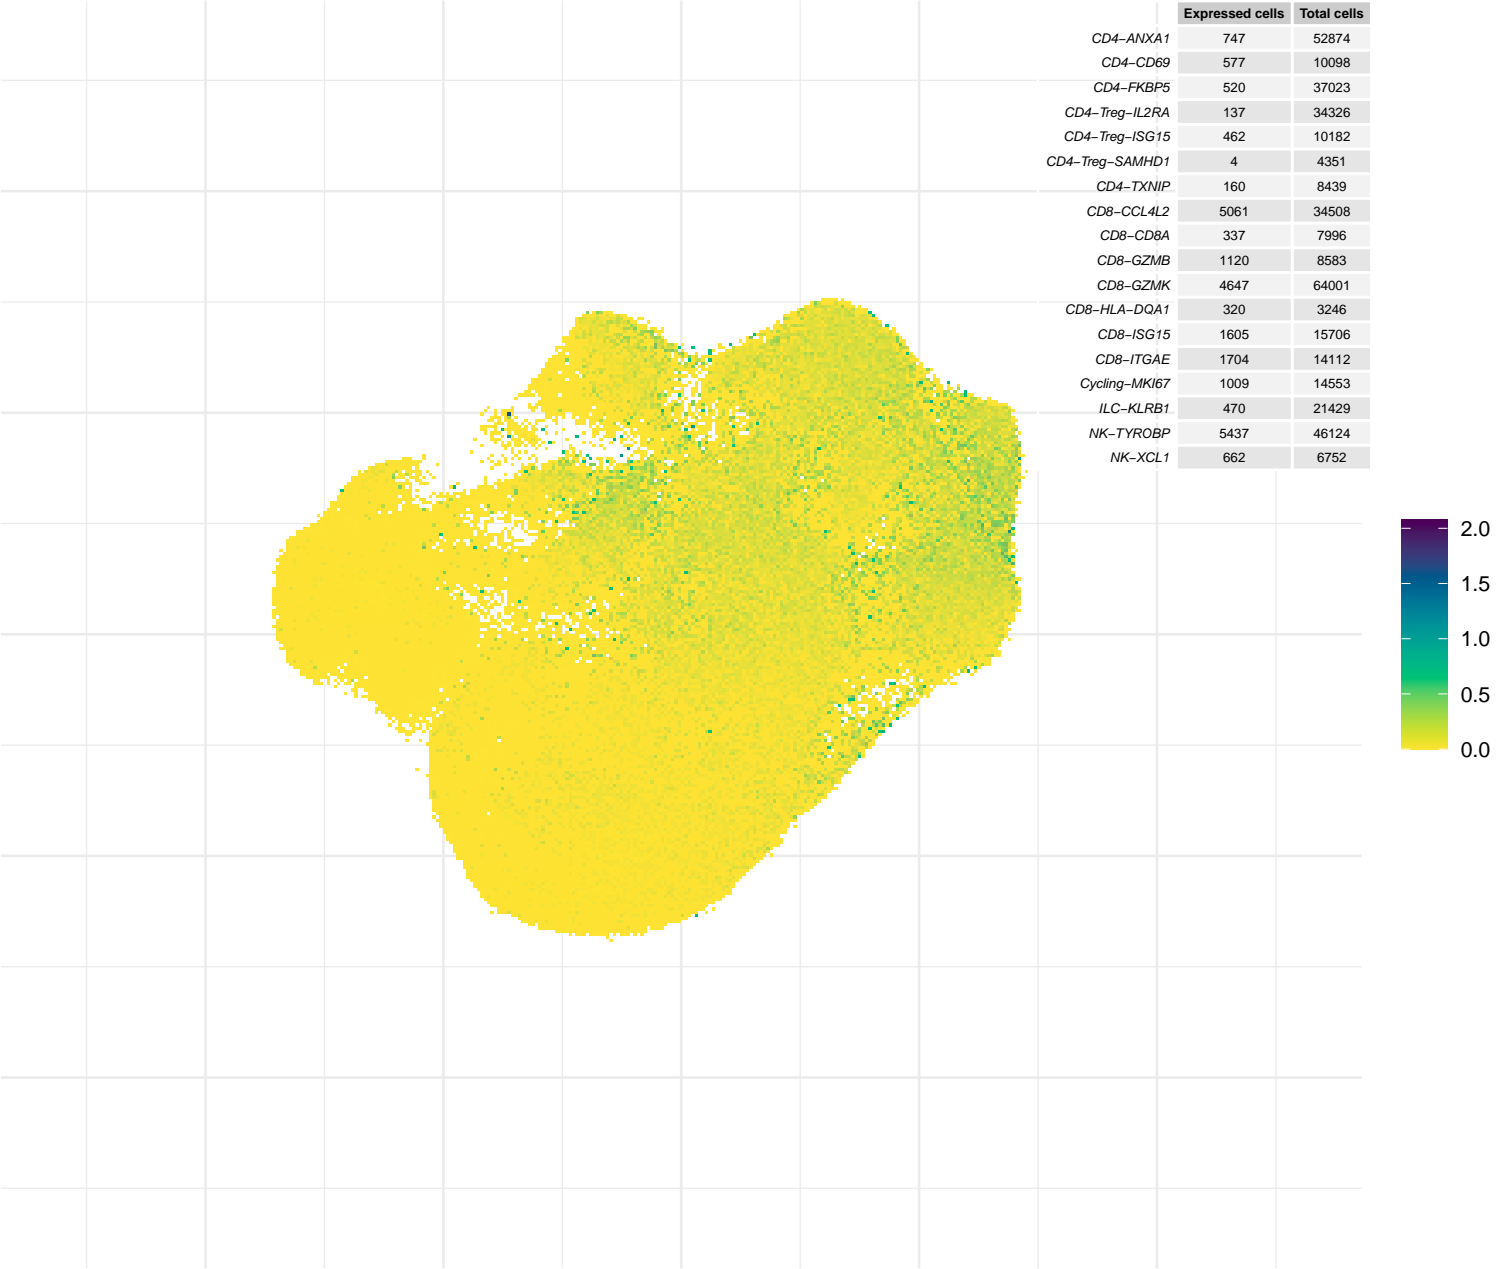 Expressed cells Total cells
CD4−ANXA1 747 52874
CD4−CD69 577 10098
CD4−FKBP5 520 37023
CD4−Treg−IL2RA 137 34326
CD4−Treg−ISG15 462 10182
CD4−Treg−SAMHD1 4 4351
CD4−TXNIP 160 8439
CD8−CCL4L2 5061 34508
CD8−CD8A 337 7996
CD8−GZMB 1120 8583
CD8−GZMK 4647 64001
CD8−HLA−DQA1 320 3246
CD8−ISG15 1605 15706
CD8−ITGAE 1704 14112
Cycling−MKI67 1009 14553
ILC−KLRB1 470 21429
NK−TYROBP 5437 46124
NK−XCL1 662 6752
2.0
1.5
1.0
0.5
0.0